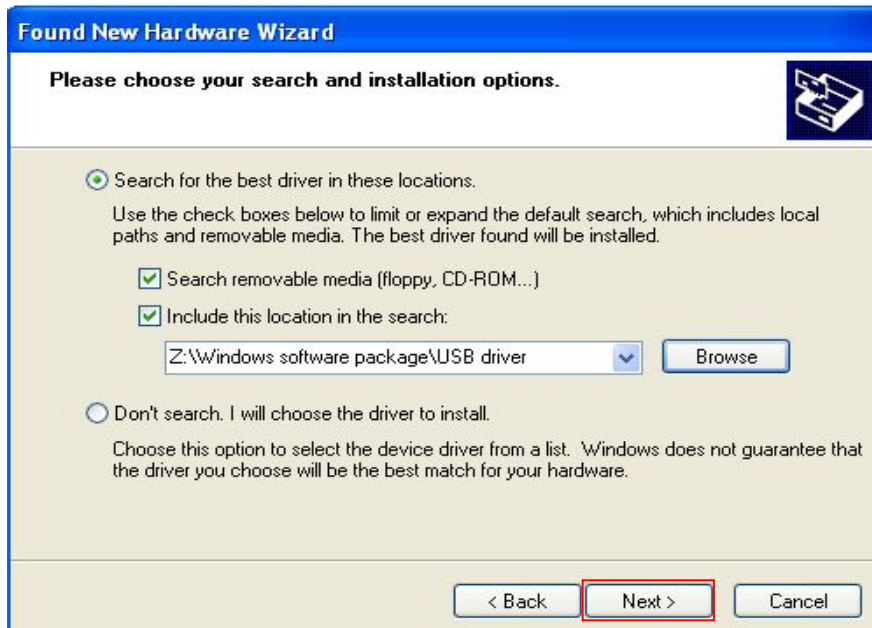 Found New Hardware Wizard
Please choose your search and installation options.
Search for the best driver in these locations.
Use the check boxes below to limit or expand the default search, which includes local
paths and removable media. The best driver found will be installed.
Search removable media (floppy, CD-ROM...)
Include this location in the search:
Z:\Windows software package\USB driver
Browse
Don't search. I will choose the driver to install.
Choose this option to select the device driver from a list. Windows does not guarantee that
the driver you choose will be the best match for your hardware.
< Back Next > Cancel